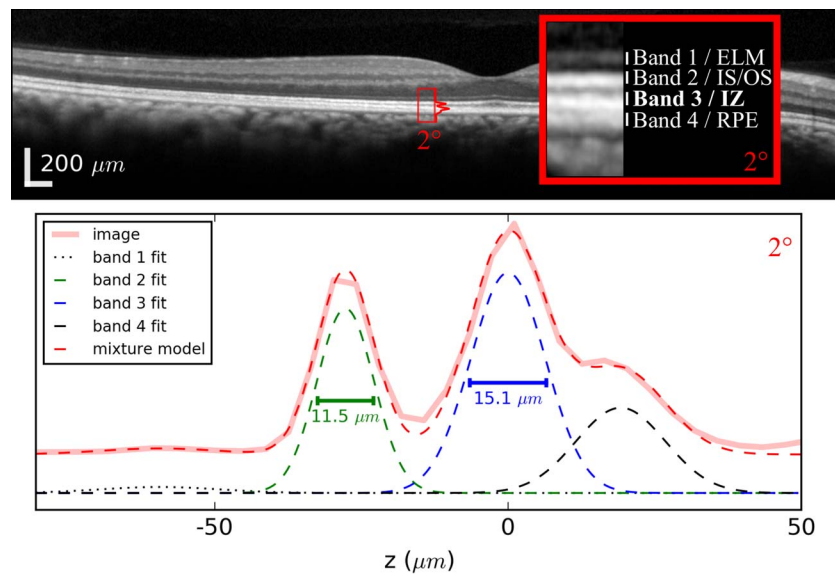 Band 1 / ELM
Band 2 / IS/OS
Band 3 / IZ
Band 4 / RPE
2°
2°
200 μm
image
band 1 fit
band 2 fit
band 3 fit
band 4 fit
mixture model
2°
11.5 μm
15.1 μm
-50
0
50
z (μm)